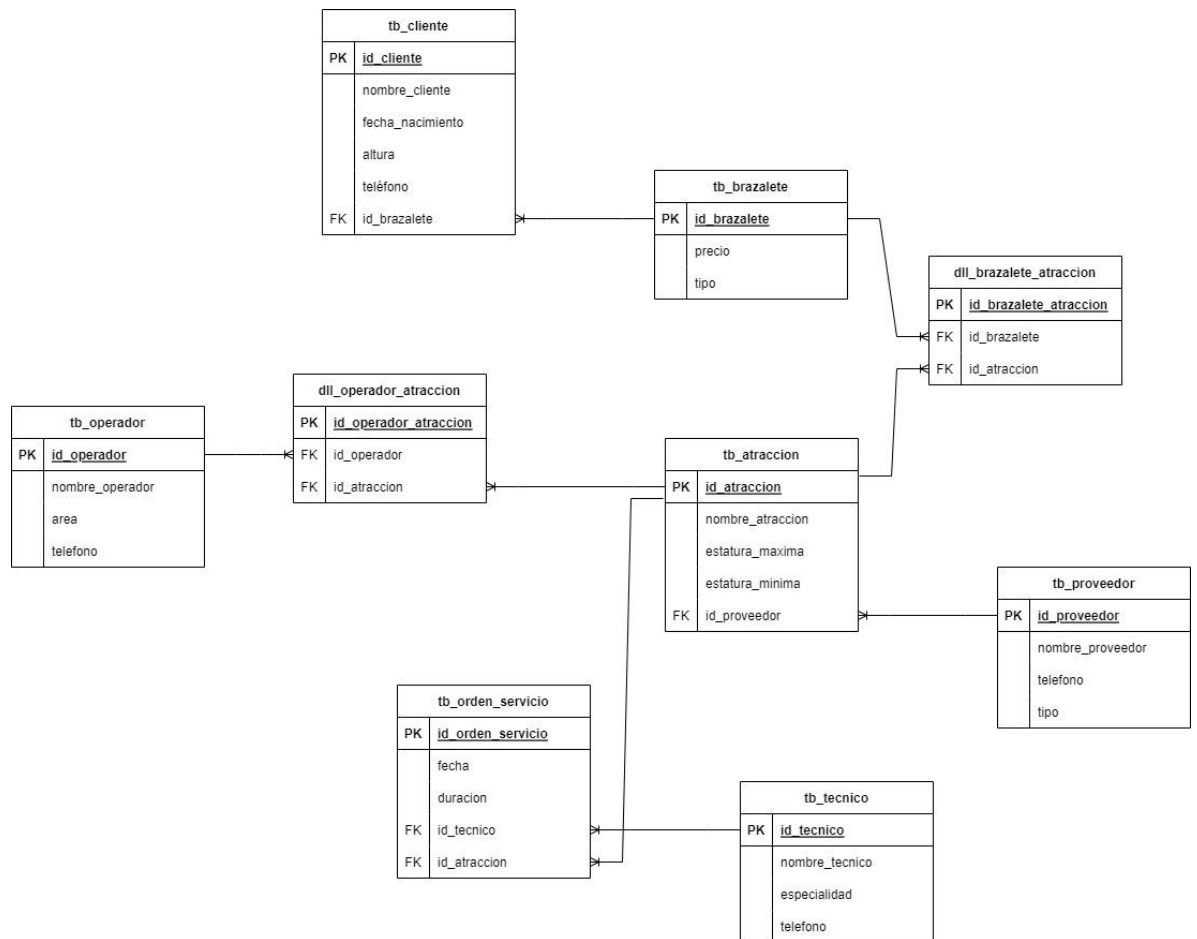 tb_cliente
PK id_cliente
nombre_cliente
fecha_nacimiento
altura
teléfono
FK id_brazalete
tb_brazalete
PK id_brazalete
precio
tipo
dll_brazalete_atraccion
PK id_brazalete_atraccion
FK id_brazalete
FK id_atraccion
dll_operador_atraccion
PK id_operador_atraccion
FK id_operador
FK id_atraccion
tb_operador
PK id_operador
nombre_operador
area
telefono
tb_atraccion
PK id_atraccion
nombre_atraccion
estatura_maxima
estatura_minima
FK id_proveedor
tb_proveedor
PK id_proveedor
nombre_proveedor
telefono
tipo
tb_orden_servicio
PK id_orden_servicio
fecha
duracion
FK id_tecnico
FK id_atraccion
tb_tecnico
PK id_tecnico
nombre_tecnico
especialidad
telefono